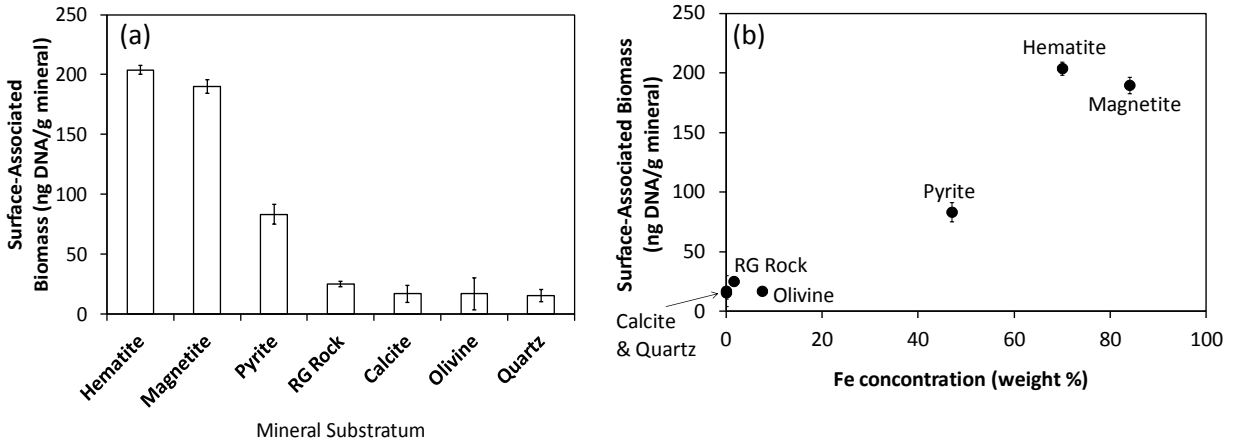 (a)
Surface-Associated
Biomass (ng DNA/g mineral)
250
200
150
100
50
0
Hematite
Magnetite
Pyrite
RG Rock
Calcite
Olivine
Quartz
Mineral Substratum
(b)
Surface-Associated Biomass
(ng DNA/g mineral)
250
200
150
100
50
0
Hematite
Magnetite
Pyrite
RG Rock
Olivine
Calcite
& Quartz
0 20 40 60 80 100
Fe concontration (weight %)